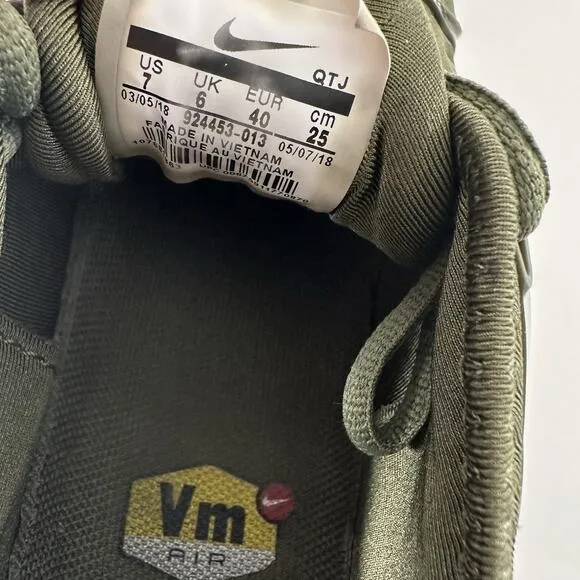 QTJ
US UK EUR cm
7 6 40 25
03/05/18 924453-013 05/07/18
MADE IN VIETNAM
FABRIQUE AU VIETNAM
Vm
AIR